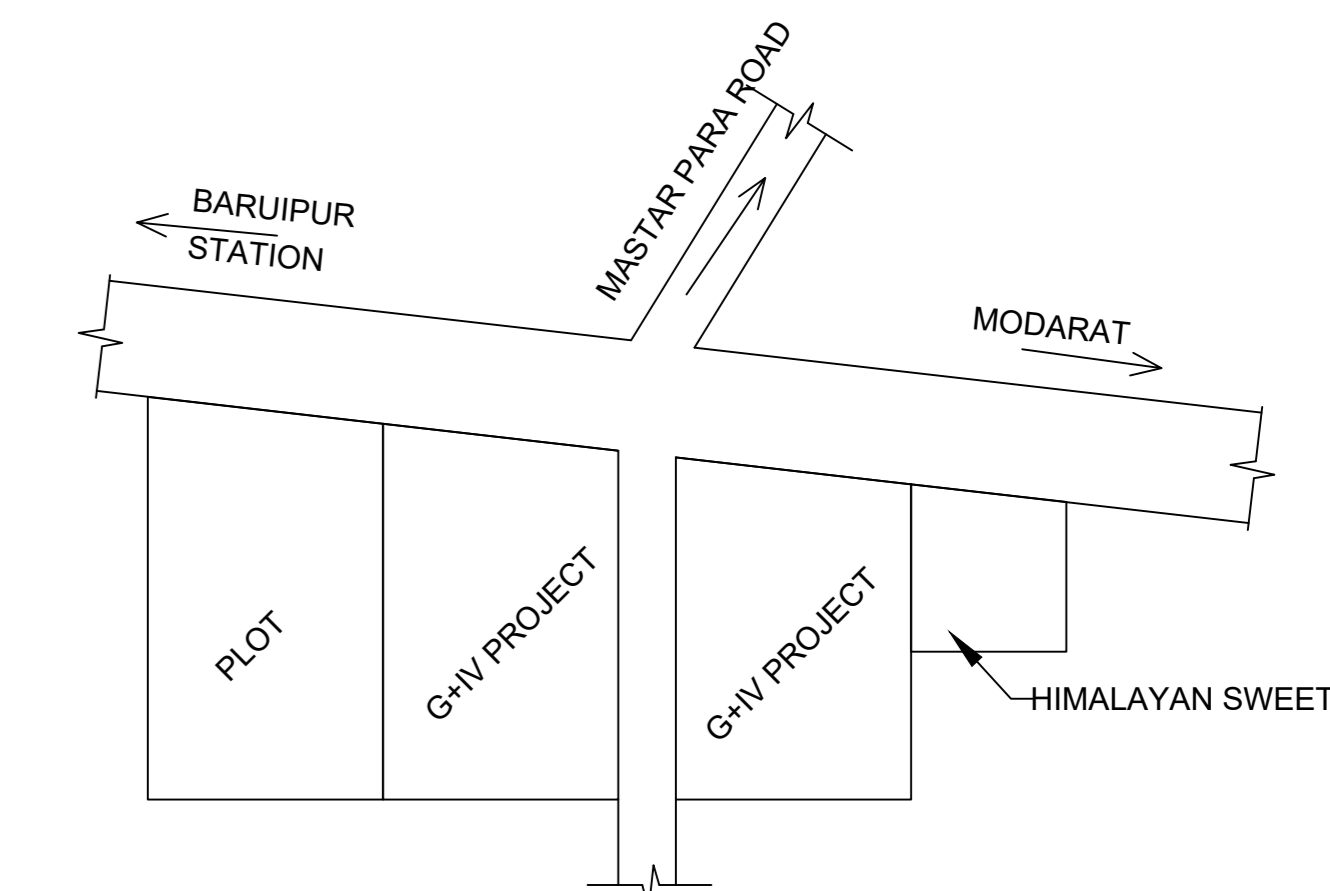 MASTAR PARA ROAD
BARUIPUR
STATION
MODARAT
PLOT
G+IV PROJECT
G+IV PROJECT
HIMALAYAN SWEET